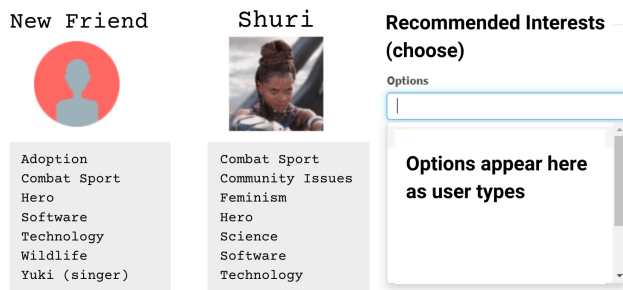 New Friend
Adoption
Combat Sport
Hero
Software
Technology
Wildlife
Yuki (singer)
Shuri
Combat Sport
Community Issues
Feminism
Hero
Science
Software
Technology
Recommended Interests
(choose)
Options
Options appear here
as user types